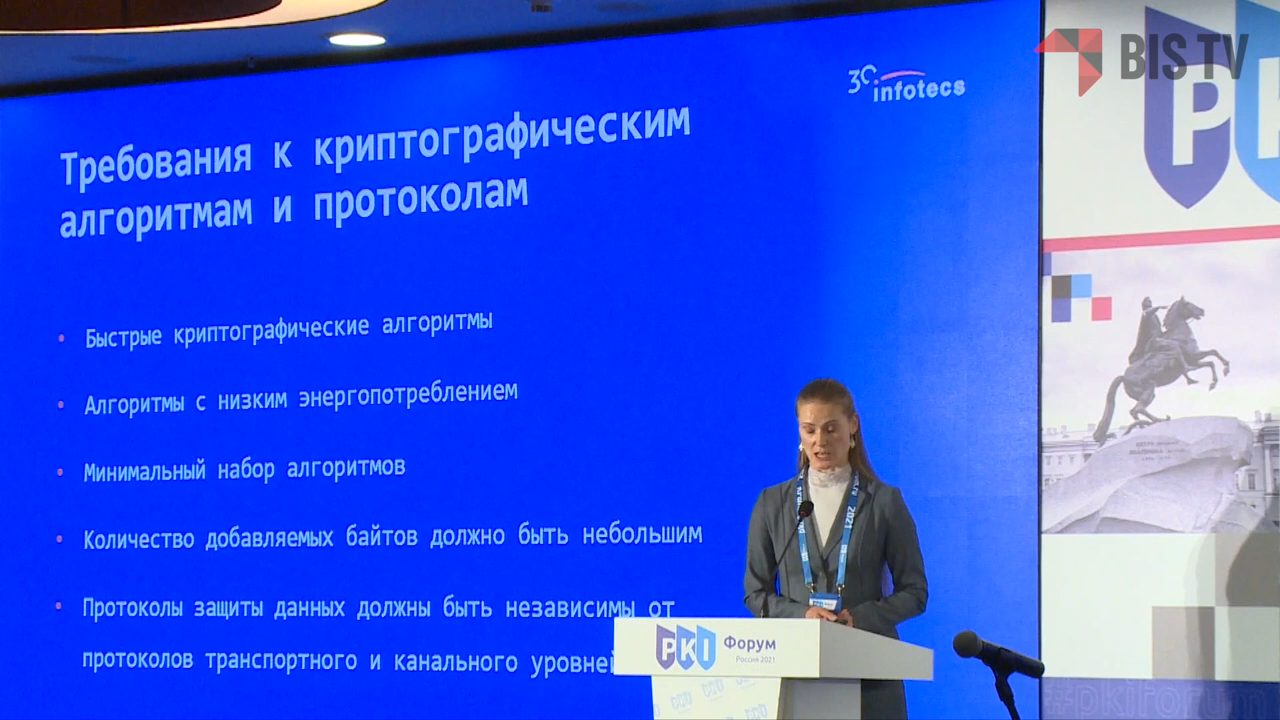 BIS TV
30 infotecs
Требования к криптографическим
алгоритмам и протоколам
Быстрые криптографические алгоритмы
Алгоритмы с низким энергопотреблением
Минимальный набор алгоритмов
Количество добавляемых байтов должно быть небольшим
Протоколы защиты данных должны быть независимы от
протоколов транспортного и канального уровней
P
2021
PKI Форум
Россия 2021
#pkiforum